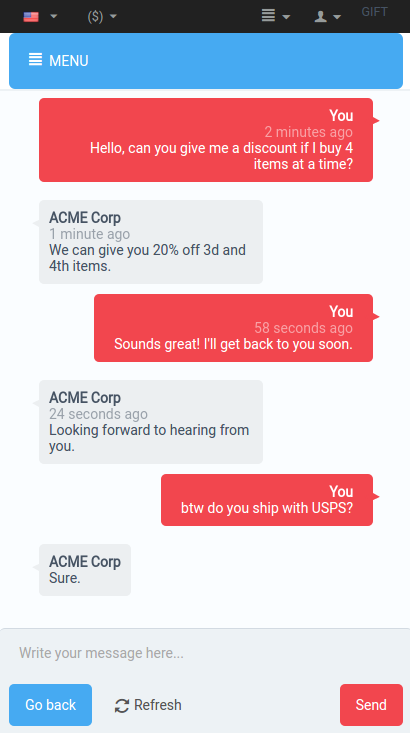 ($)
GIFT
MENU
You
2 minutes ago
Hello, can you give me a discount if I buy 4
items at a time?
ACME Corp
1 minute ago
We can give you 20% off 3d and
4th items.
You
58 seconds ago
Sounds great! I'll get back to you soon.
ACME Corp
24 seconds ago
Looking forward to hearing from
you.
You
btw do you ship with USPS?
ACME Corp
Sure.
Write your message here...
Go back
Refresh
Send